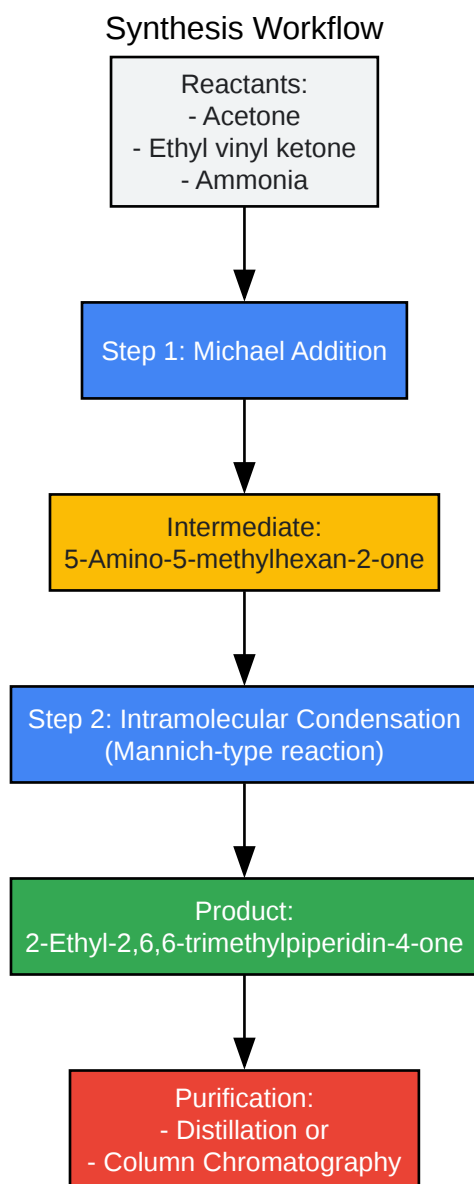 Synthesis Workflow
Reactants:
- Acetone
- Ethyl vinyl ketone
- Ammonia
Step 1: Michael Addition
Intermediate:
5-Amino-5-methylhexan-2-one
Step 2: Intramolecular Condensation
(Mannich-type reaction)
Product:
2-Ethyl-2,6,6-trimethylpiperidin-4-one
Purification:
- Distillation or
- Column Chromatography